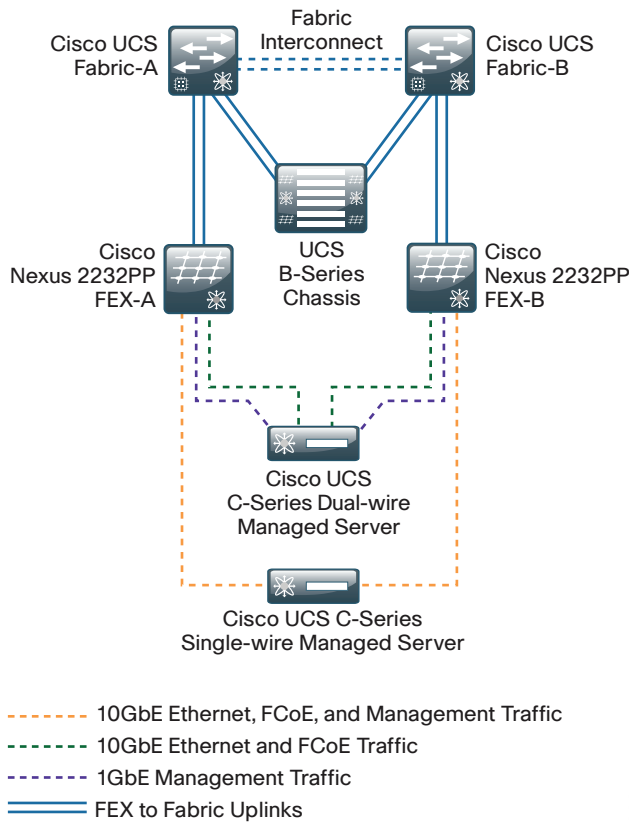 Fabric
Interconnect
Cisco UCS
Fabric-A
Cisco UCS
Fabric-B
UCS
B-Series
Chassis
Cisco
Nexus 2232PP
FEX-A
Cisco
Nexus 2232PP
FEX-B
Cisco UCS
C-Series Dual-wire
Managed Server
Cisco UCS C-Series
Single-wire Managed Server
10GbE Ethernet, FCoE, and Management Traffic
10GbE Ethernet and FCoE Traffic
1GbE Management Traffic
FEX to Fabric Uplinks